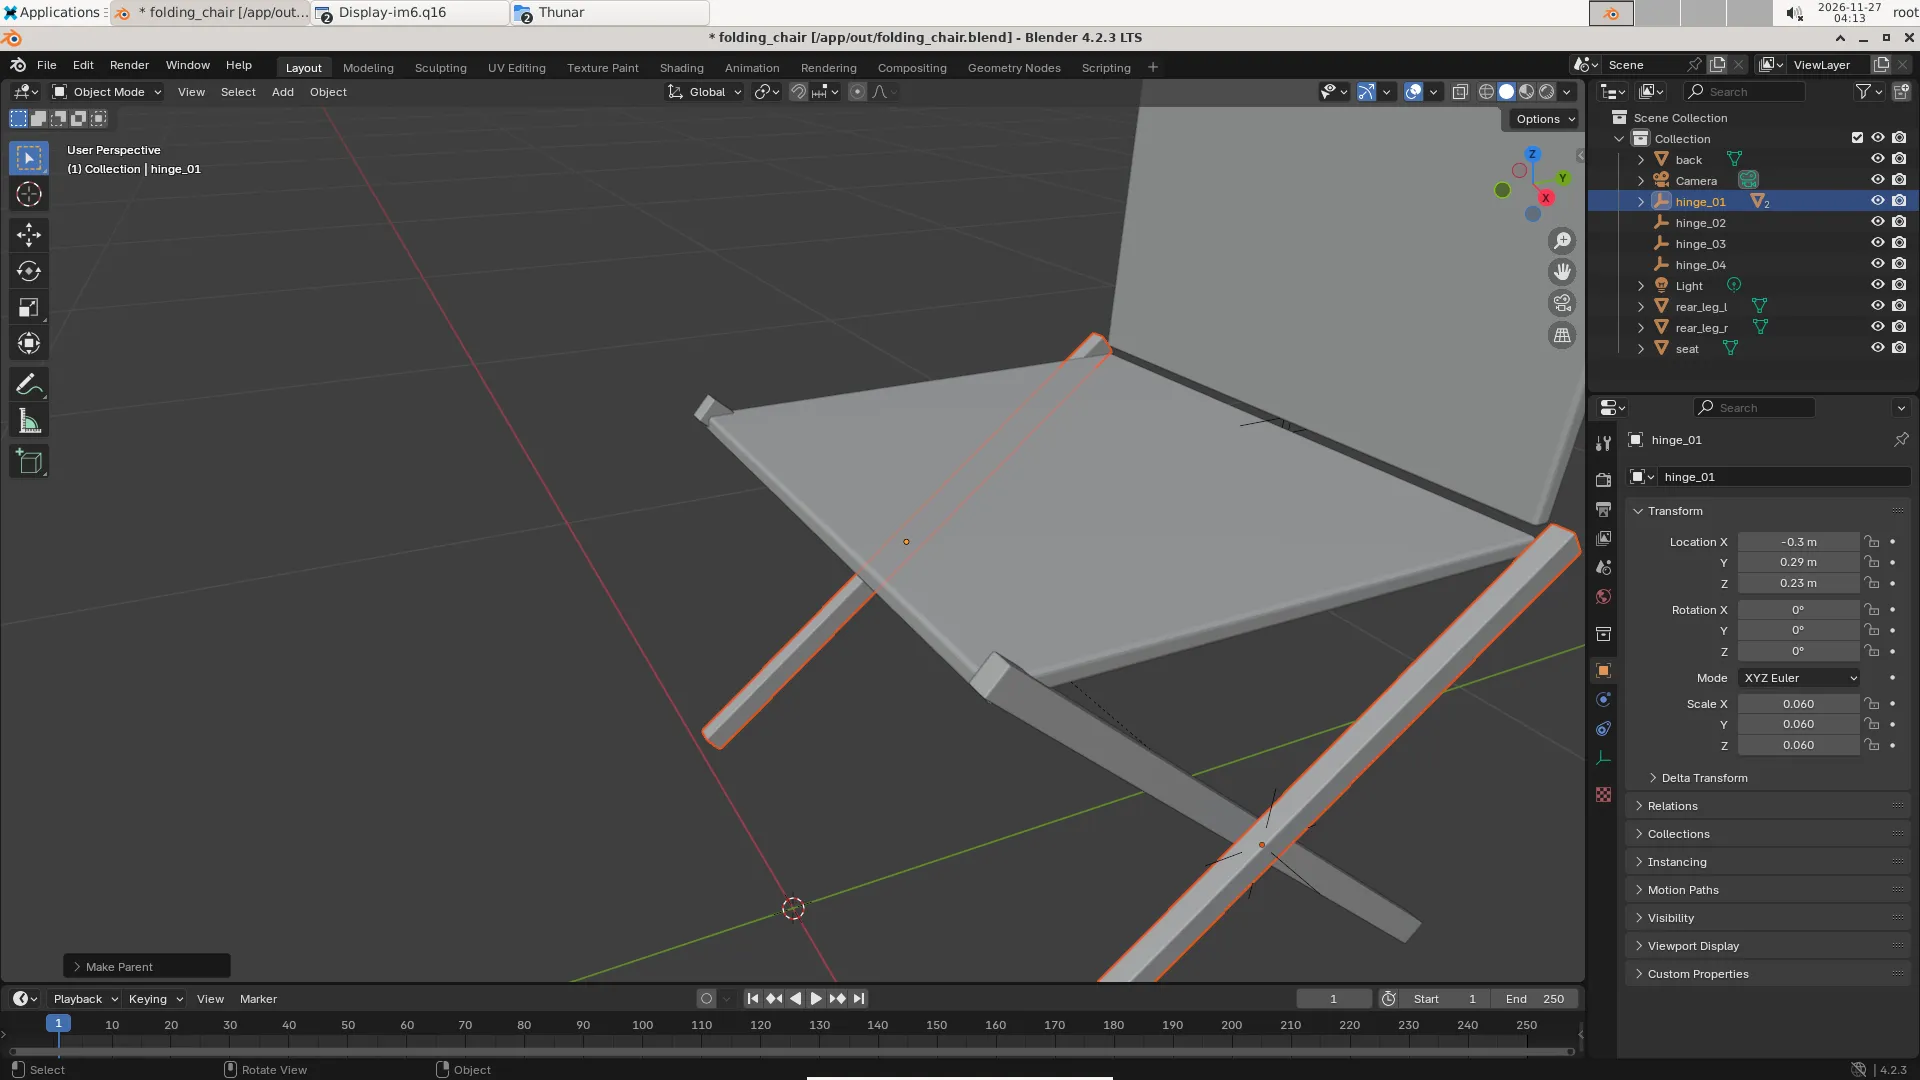 Applications
* folding_chair [/app/out...
Display-im6.q16
Thunar
2026-11-27
04:13
root
* folding_chair [/app/out/folding_chair.blend] - Blender 4.2.3 LTS
File Edit Render Window Help
Layout Modeling Sculpting UV Editing Texture Paint Shading Animation Rendering Compositing Geometry Nodes Scripting
Scene
ViewLayer
Object Mode View Select Add Object
Global
Search
Options
User Perspective
(1) Collection | hinge_01
Z
Y
X
Scene Collection
Collection
back
Camera
hinge_01
2
hinge_02
hinge_03
hinge_04
Light
rear_leg_l
rear_leg_r
seat
Search
hinge_01
hinge_01
Transform
Location X -0.3 m
Y 0.29 m
Z 0.23 m
Rotation X 0°
Y 0°
Z 0°
Mode XYZ Euler
Scale X 0.060
Y 0.060
Z 0.060
Delta Transform
Relations
Collections
Instancing
Motion Paths
Visibility
Viewport Display
Custom Properties
Make Parent
Playback Keying View Marker
1
Start 1
End 250
1 10 20 30 40 50 60 70 80 90 100 110 120 130 140 150 160 170 180 190 200 210 220 230 240 250
Select
Rotate View
Object
4.2.3